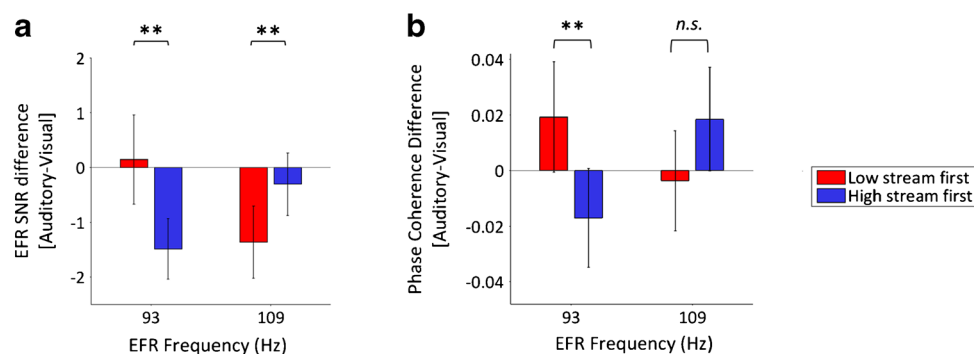 a
**
**
2
1
0
-1
-2
EFR SNR difference
[Auditory-Visual]
93
109
EFR Frequency (Hz)
b
**
n.s.
0.04
0.02
0
-0.02
-0.04
Phase Coherence Difference
[Auditory-Visual]
93
109
EFR Frequency (Hz)
Low stream first
High stream first